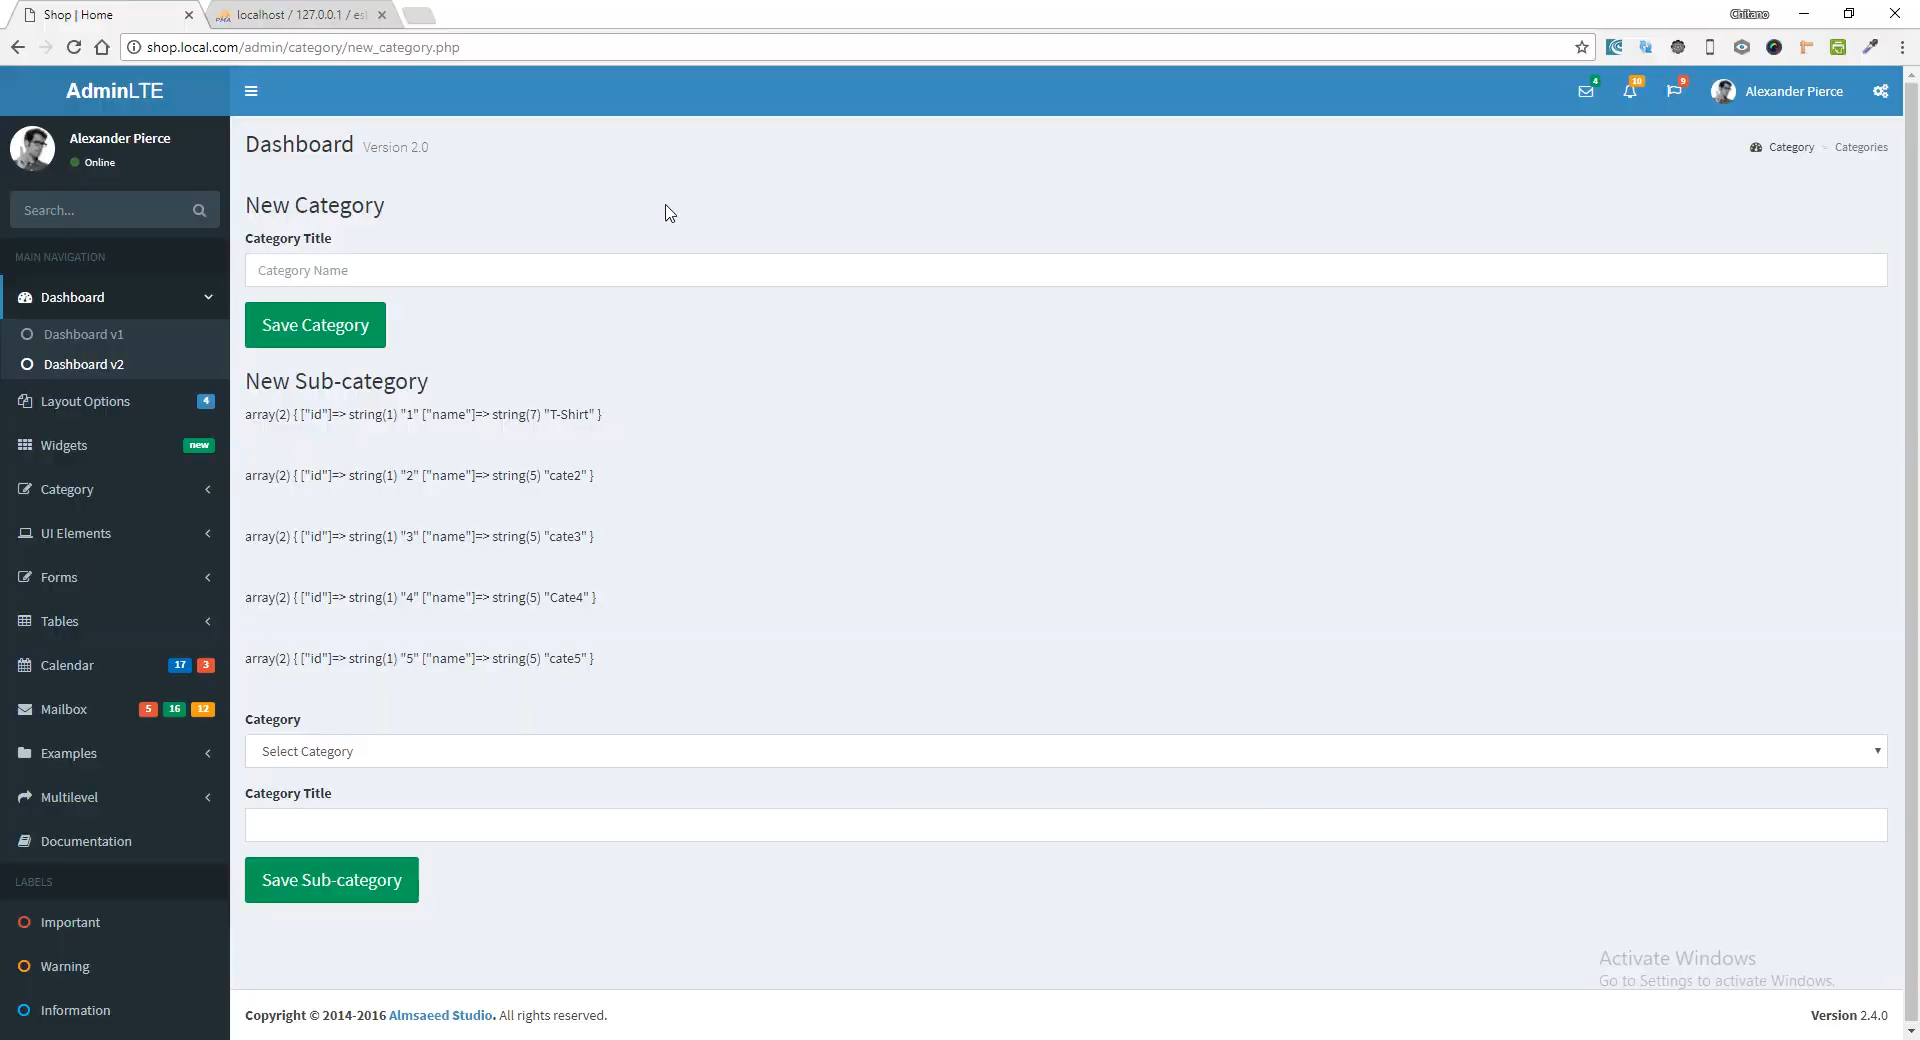 Shop | Home
localhost / 127.0.0.1 / es
Chitano
shop.local.com/admin/category/new_category.php
AdminLTE
4
10
9
Alexander Pierce
Alexander Pierce
Online
Dashboard Version 2.0
Category
Categories
Search...
MAIN NAVIGATION
Dashboard
Dashboard v1
Dashboard v2
Layout Options
4
Widgets
new
Category
UI Elements
Forms
Tables
Calendar
17
3
Mailbox
5
16
12
Examples
Multilevel
Documentation
LABELS
Important
Warning
Information
New Category
Category Title
Category Name
Save Category
New Sub-category
array(2) { ["id"]=> string(1) "1" ["name"]=> string(7) "T-Shirt" }
array(2) { ["id"]=> string(1) "2" ["name"]=> string(5) "cate2" }
array(2) { ["id"]=> string(1) "3" ["name"]=> string(5) "cate3" }
array(2) { ["id"]=> string(1) "4" ["name"]=> string(5) "Cate4" }
array(2) { ["id"]=> string(1) "5" ["name"]=> string(5) "cate5" }
Category
Select Category
Category Title
Save Sub-category
Activate Windows
Go to Settings to activate Windows.
Copyright © 2014-2016 Almsaeed Studio. All rights reserved.
Version 2.4.0